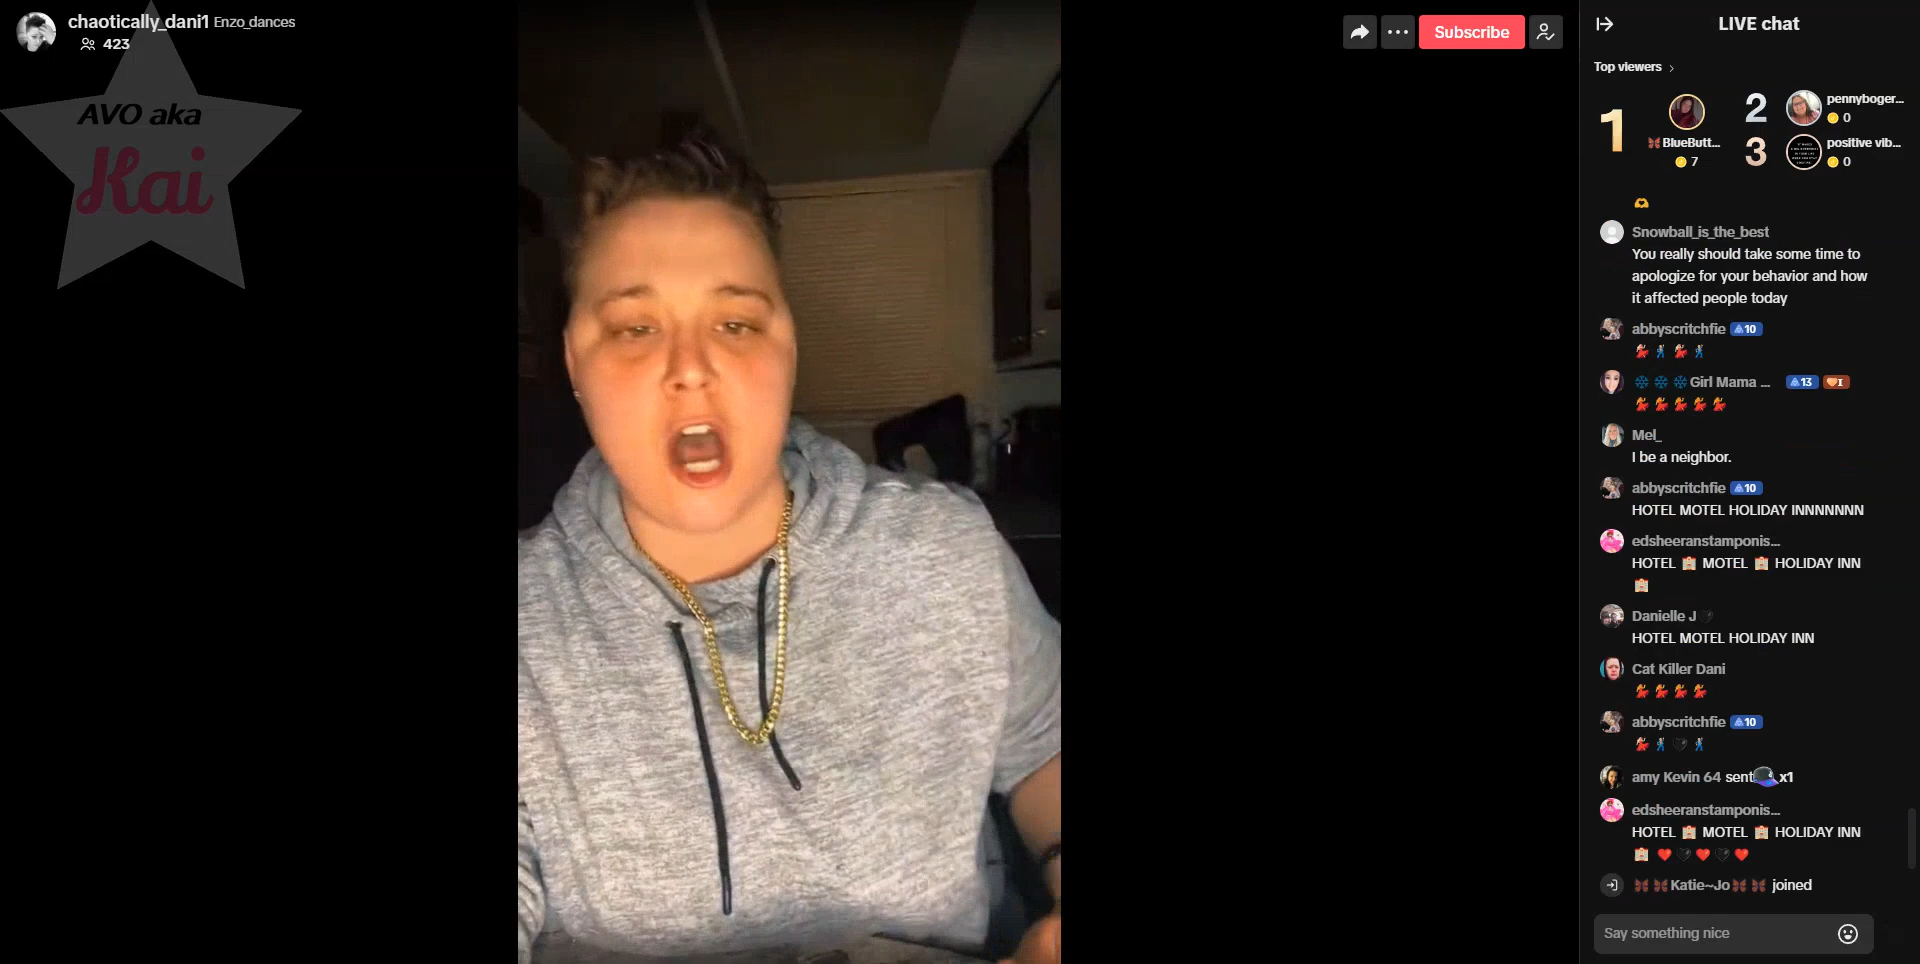 chaotically_dani1 Enzo_dances
423
AVO aka
Kai
Subscribe
LIVE chat
Top viewers >
1
BlueButt...
7
2
pennyboger...
0
3
positive vib...
0
Snowball_is_the_best
You really should take some time to
apologize for your behavior and how
it affected people today
abbyscritchfie 10
💃🕺💃🕺
❄❄❄Girl Mama ... 13 I
💃💃💃💃💃
Mel_
I be a neighbor.
abbyscritchfie 10
HOTEL MOTEL HOLIDAY INNNNNNN
edsheeranstamponis...
HOTEL 🏨 MOTEL 🏨 HOLIDAY INN
🏨
Danielle J🖤
HOTEL MOTEL HOLIDAY INN
Cat Killer Dani
💃💃💃💃
abbyscritchfie 10
💃🕺🖤🕺
amy Kevin 64 sent x1
edsheeranstamponis...
HOTEL 🏨 MOTEL 🏨 HOLIDAY INN
🏨 ❤🖤❤🖤❤
Katie~Jo joined
Say something nice